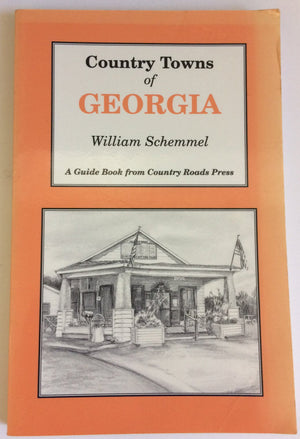 Country Towns
of
GEORGIA
William Schemmel
A Guide Book from Country Roads Press